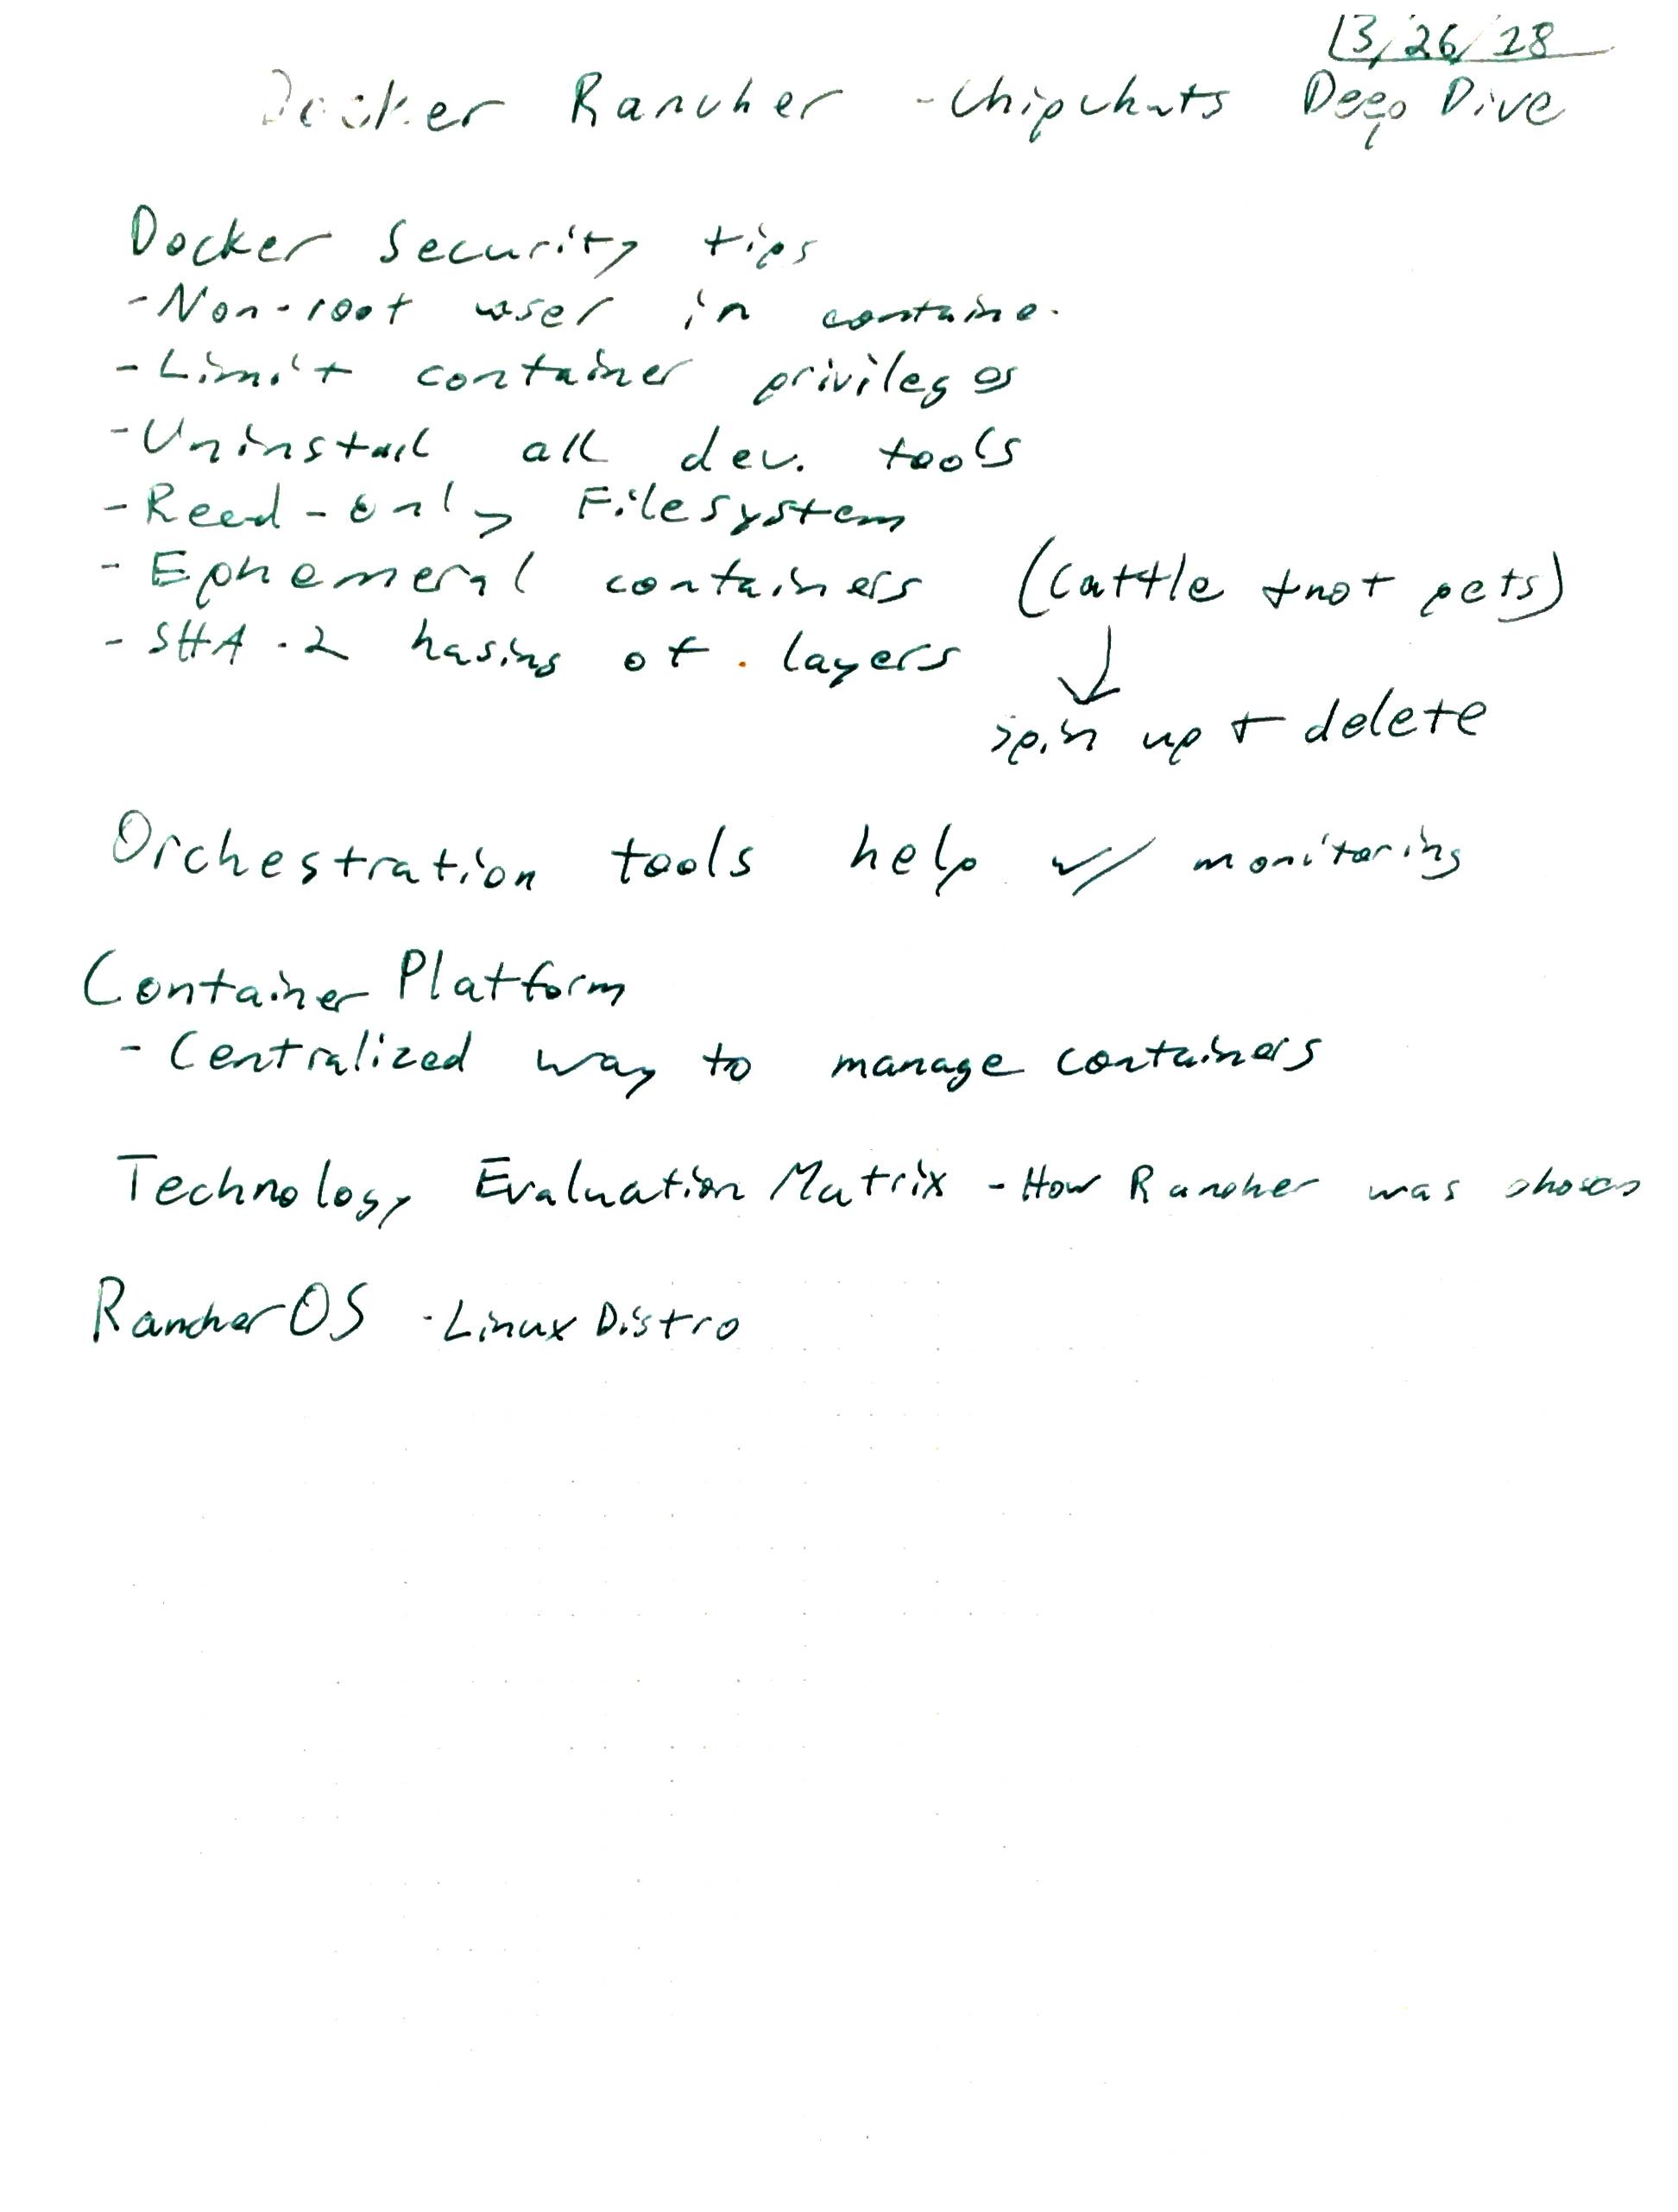 3/26/28
Docker Rancher - Chipchats Deep Dive
Docker Security tips
- Non-root user in containe.
- Limit container privileges
- Uninstall all dev. tools
- Read-only Filesystem
- Ephemeral containers (Cattle not pets)
- SHA-2 hasing of layers
spin up + delete
Orchestration tools help w/ monitoring
Container Platform
- Centralized way to manage containers
Technology Evaluation Matrix - How Rancher was chosen
RancherOS - Linux Distro